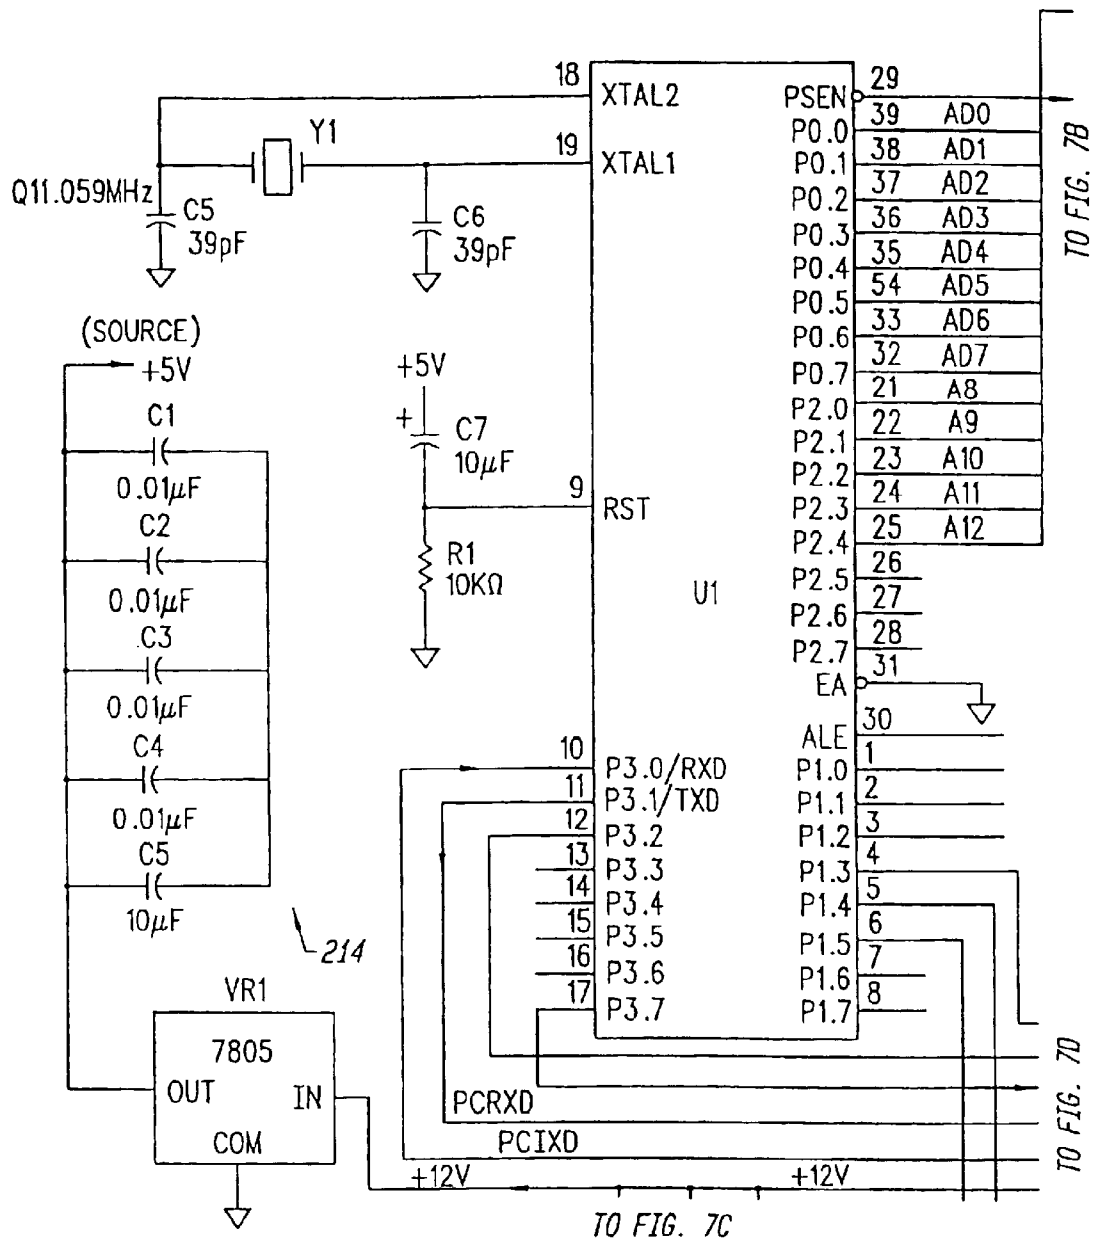 18
XTAL2
Y1
19
XTAL1
Q11.059MHz
C5
39pF
C6
39pF
(SOURCE)
+5V
C1
0.01μF
C2
0.01μF
C3
0.01μF
C4
0.01μF
C5
10μF
214
+5V
+
C7
10μF
9
RST
R1
10KΩ
U1
PSEN
29
P0.0
39
AD0
P0.1
38
AD1
P0.2
37
AD2
P0.3
36
AD3
P0.4
35
AD4
P0.5
54
AD5
P0.6
33
AD6
P0.7
32
AD7
P2.0
21
A8
P2.1
22
A9
P2.2
23
A10
P2.3
24
A11
P2.4
25
A12
P2.5
26
P2.6
27
P2.7
28
EA
31
ALE
30
P1.0
1
P1.1
2
P1.2
3
P1.3
4
P1.4
5
P1.5
6
P1.6
7
P1.7
8
10
P3.0/RXD
11
P3.1/TXD
12
P3.2
13
P3.3
14
P3.4
15
P3.5
16
P3.6
17
P3.7
VR1
7805
OUT
IN
COM
PCRXD
PCIXD
+12V
+12V
TO FIG. 7B
TO FIG. 7D
TO FIG. 7C